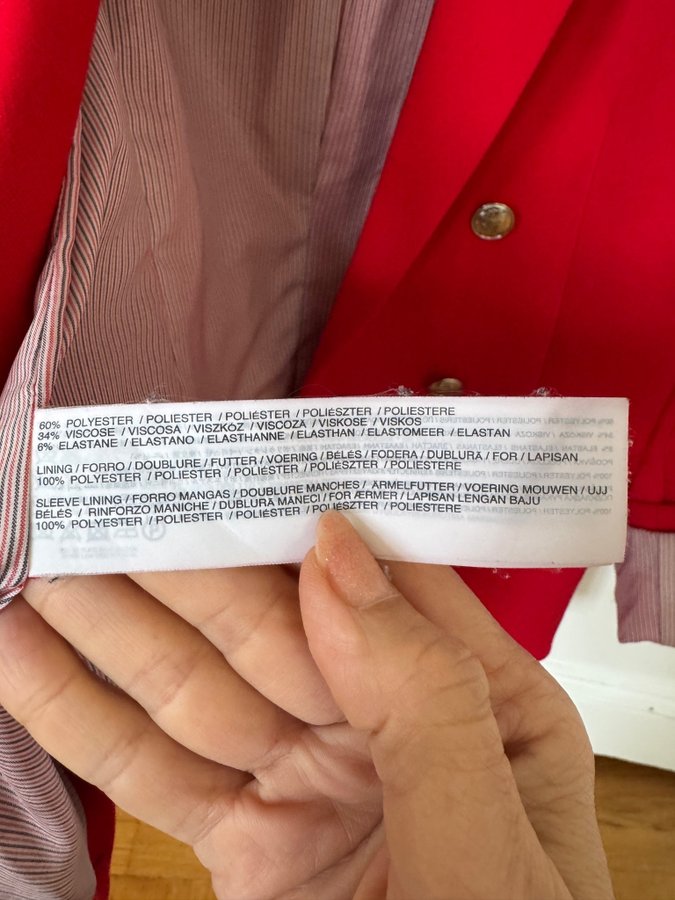 60% POLYESTER / POLIESTER / POLIÉSTER / POLIÉSZTER / POLIESTERE
34% VISCOSE / VISCOSA / VISZKÓZ / VISCOZĂ / VISKOSE / VISKOS
6% ELASTANE / ELASTANO / ELASTHANNE / ELASTHAN / ELASTOMEER / ELASTAN
LINING / FORRO / DOUBLURE / FUTTER / VOERING / BÉLÉS / FODERA / DUBLURĂ / FOR / LAPISAN
100% POLYESTER / POLIESTER / POLIÉSTER / POLIÉSZTER / POLIESTERE
SLEEVE LINING / FORRO MANGAS / DOUBLURE MANCHES / ÄRMELFUTTER / VOERING MOUWEN / UJJ
BÉLÉS / RINFORZO MANICHE / DUBLURĂ MÂNECI / FOR ÆRMER / LAPISAN LENGAN BAJU
100% POLYESTER / POLIESTER / POLIÉSTER / POLIÉSZTER / POLIESTERE